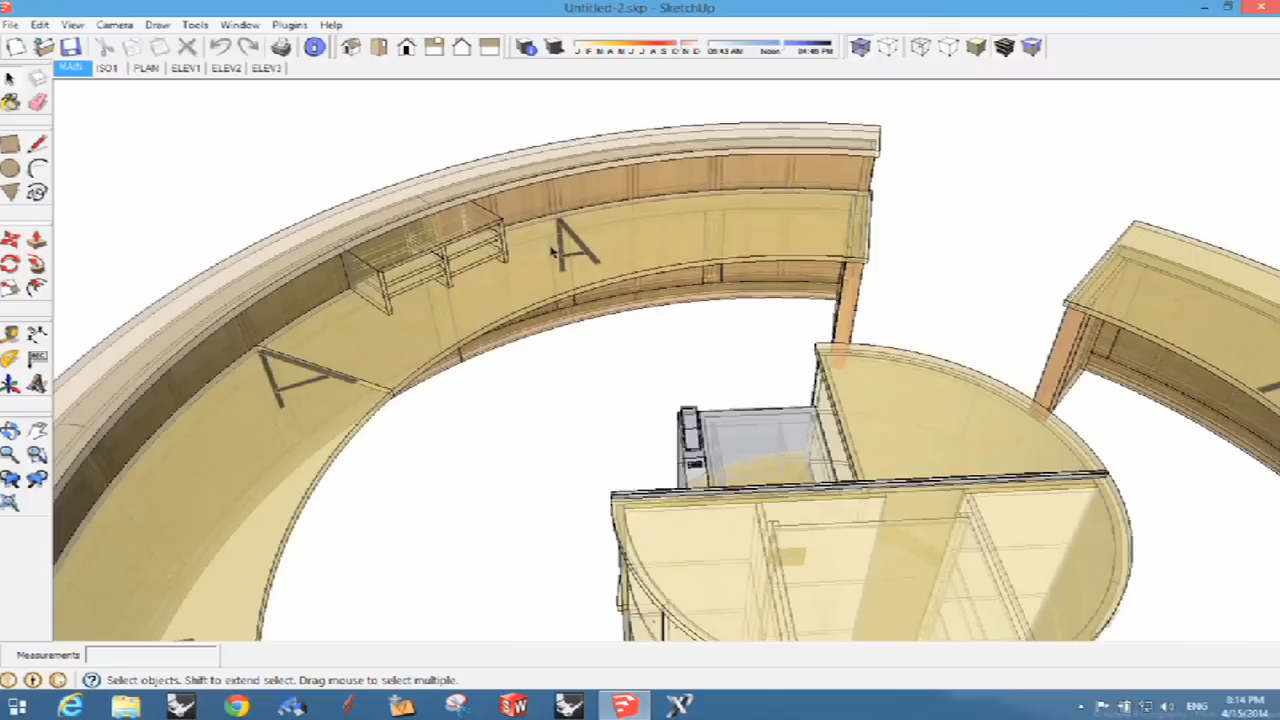 Untitled-2.skp - SketchUp
File Edit View Camera Draw Tools Window Plugins Help
J F M A M J J A S O N D 06:43 AM Noon 04:46 PM
MAIN ISO1 PLAN ELEV1 ELEV2 ELEV3
A
A
Measurements
Select objects. Shift to extend select. Drag mouse to select multiple.
ENG
8:14 PM
4/15/2014